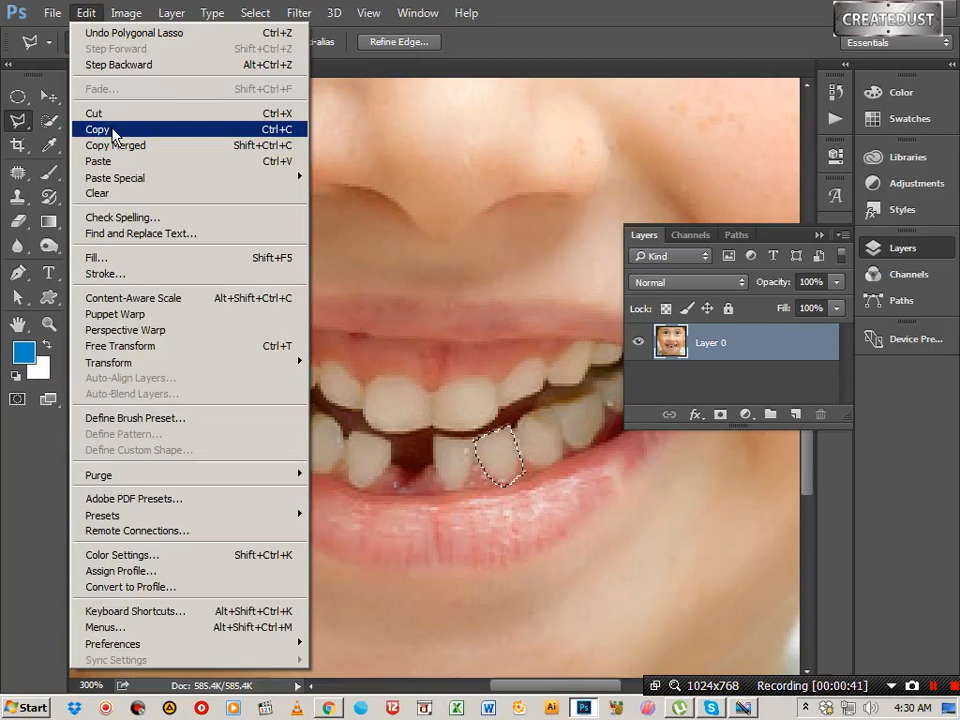 Ps File Edit Image Layer Type Select Filter 3D View Window Help
CREATEDUST
Essentials
Undo Polygonal Lasso Ctrl+Z
Step Forward Shift+Ctrl+Z
Step Backward Alt+Ctrl+Z
Fade... Shift+Ctrl+F
Cut Ctrl+X
Copy Ctrl+C
Copy Merged Shift+Ctrl+C
Paste Ctrl+V
Paste Special
Clear
Check Spelling...
Find and Replace Text...
Fill... Shift+F5
Stroke...
Content-Aware Scale Alt+Shift+Ctrl+C
Puppet Warp
Perspective Warp
Free Transform Ctrl+T
Transform
Auto-Align Layers...
Auto-Blend Layers...
Define Brush Preset...
Define Pattern...
Define Custom Shape...
Purge
Adobe PDF Presets...
Presets
Remote Connections...
Color Settings... Shift+Ctrl+K
Assign Profile...
Convert to Profile...
Keyboard Shortcuts... Alt+Shift+Ctrl+K
Menus... Alt+Shift+Ctrl+M
Preferences
Sync Settings
-alias Refine Edge...
Layers Channels Paths
Kind
Normal Opacity: 100%
Lock: Fill: 100%
Layer 0
Color
Swatches
Libraries
Adjustments
Styles
Layers
Channels
Paths
Device Pre...
300% Doc: 585.4K/585.4K
1024x768 Recording [00:00:41]
Start 4:30 AM